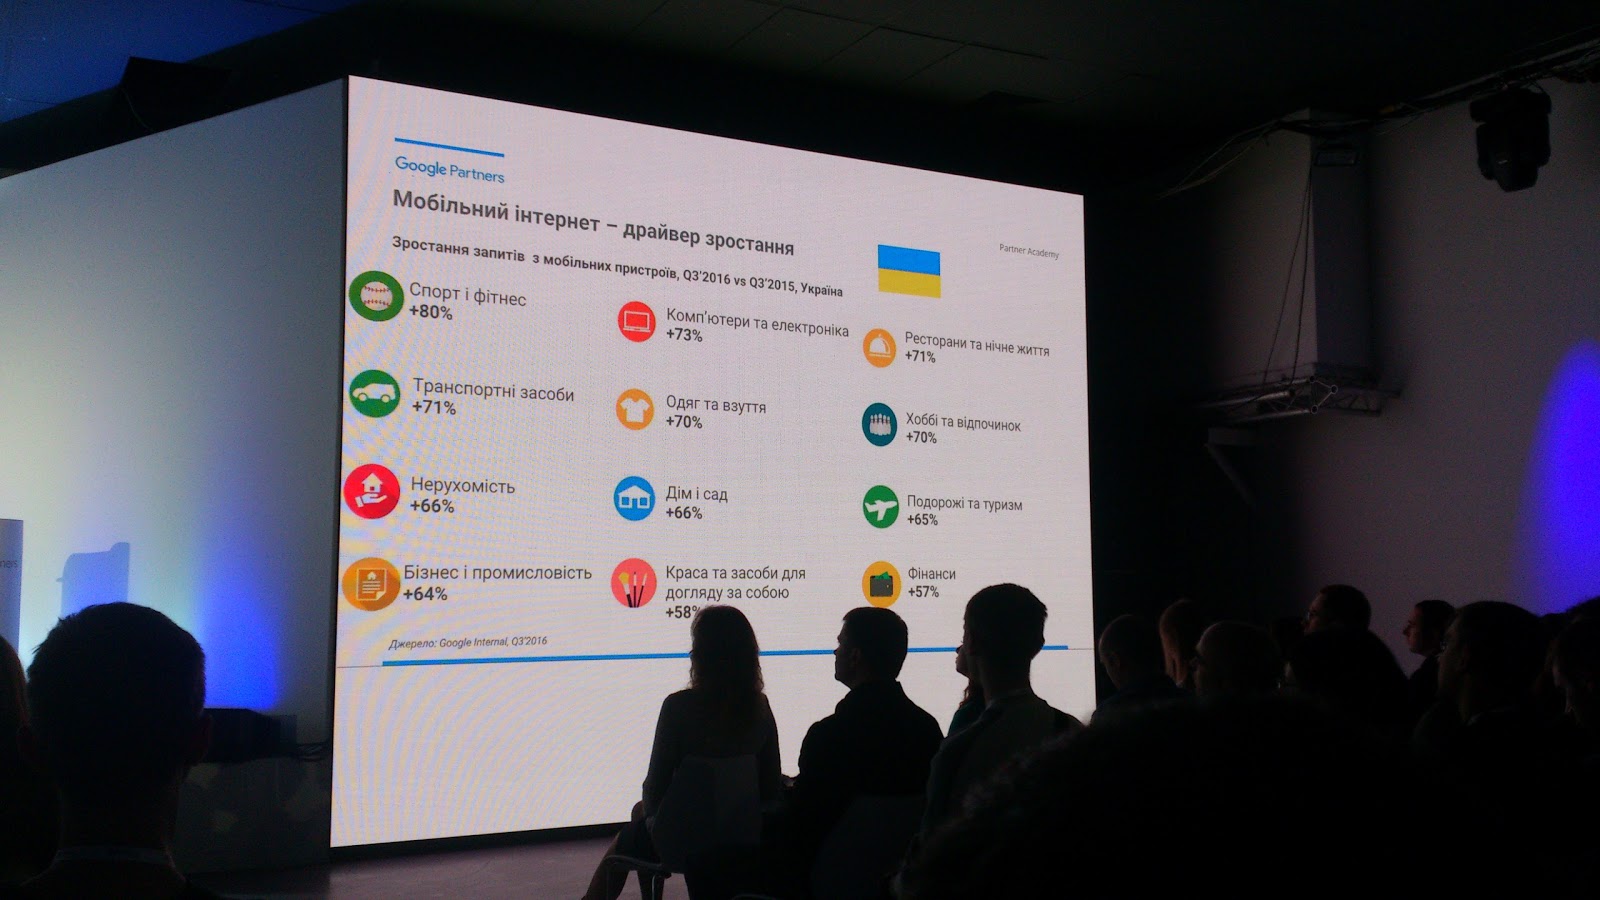 Google Partners
Мобільний інтернет – драйвер зростання
Partner Academy
Зростання запитів з мобільних пристроїв, Q3'2016 vs Q3'2015, Україна
Спорт і фітнес
+80%
Комп'ютери та електроніка
+73%
Ресторани та нічне життя
+71%
Транспортні засоби
+71%
Одяг та взуття
+70%
Хоббі та відпочинок
+70%
Нерухомість
+66%
Дім і сад
+66%
Подорожі та туризм
+65%
Бізнес і промисловість
+64%
Краса та засоби для
догляду за собою
+58%
Фінанси
+57%
Джерело: Google Internal, Q3'2016